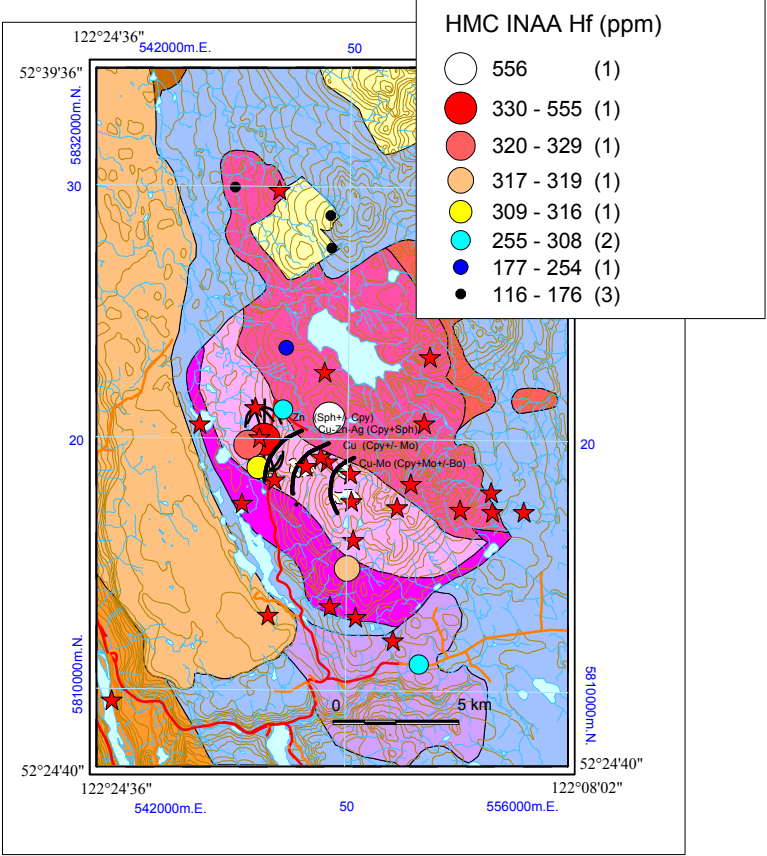 HMC INAA Hf (ppm)
556 (1)
330 - 555 (1)
320 - 329 (1)
317 - 319 (1)
309 - 316 (1)
255 - 308 (2)
177 - 254 (1)
116 - 176 (3)
122°24'36"
542000m.E.
50
52°39'36"
5832000m.N.
30
20
20
Zn (Sph+/- Cpy)
Cu-Zn-Ag (Cpy+Sph)
Cu (Cpy+/- Mo)
Cu-Mo (Cpy+Mo+/-Bo)
5810000m.N.
5810000m.N.
0
5 km
52°24'40"
52°24'40"
122°24'36"
122°08'02"
542000m.E.
50
556000m.E.